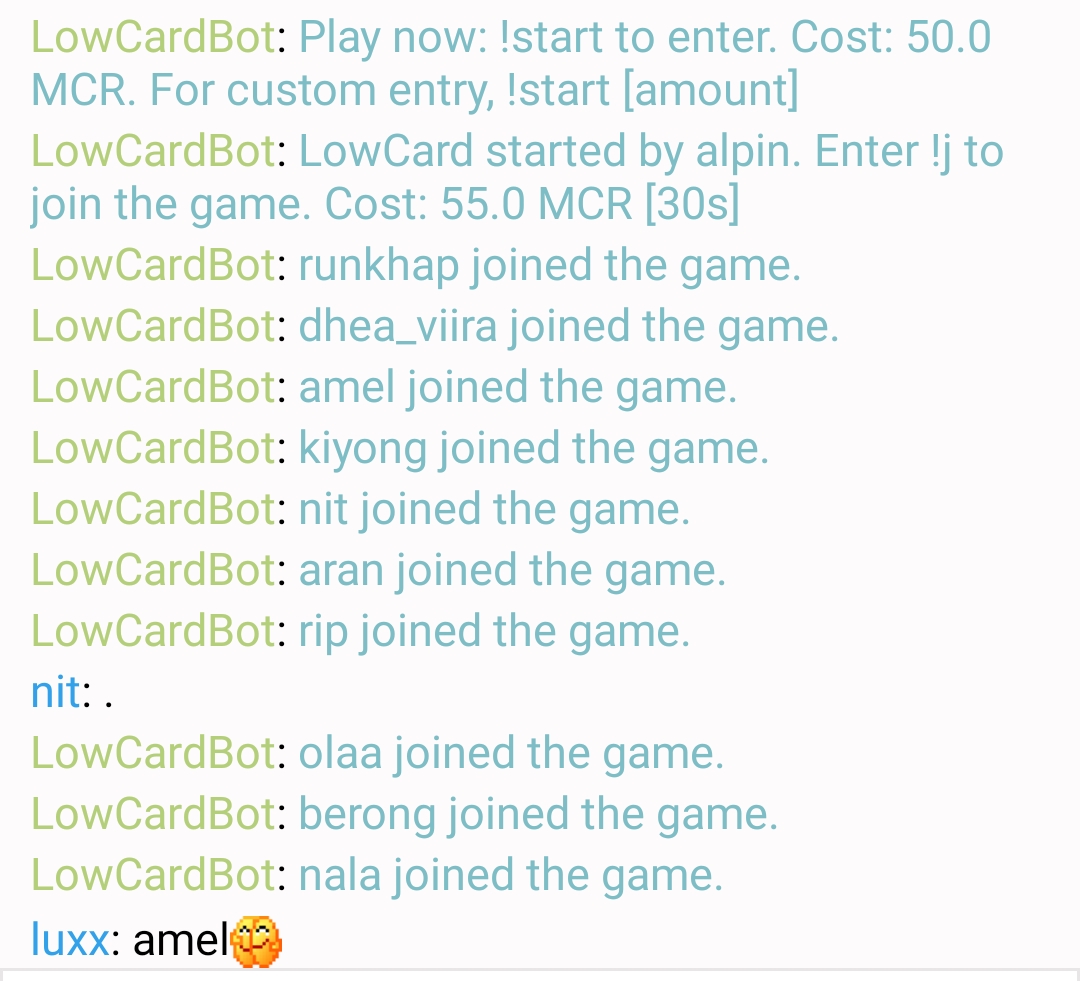 LowCardBot: Play now: !start to enter. Cost: 50.0
MCR. For custom entry, !start [amount]
LowCardBot: LowCard started by alpin. Enter !j to
join the game. Cost: 55.0 MCR [30s]
LowCardBot: runkhap joined the game.
LowCardBot: dhea_viira joined the game.
LowCardBot: amel joined the game.
LowCardBot: kiyong joined the game.
LowCardBot: nit joined the game.
LowCardBot: aran joined the game.
LowCardBot: rip joined the game.
nit: .
LowCardBot: olaa joined the game.
LowCardBot: berong joined the game.
LowCardBot: nala joined the game.
luxx: amel